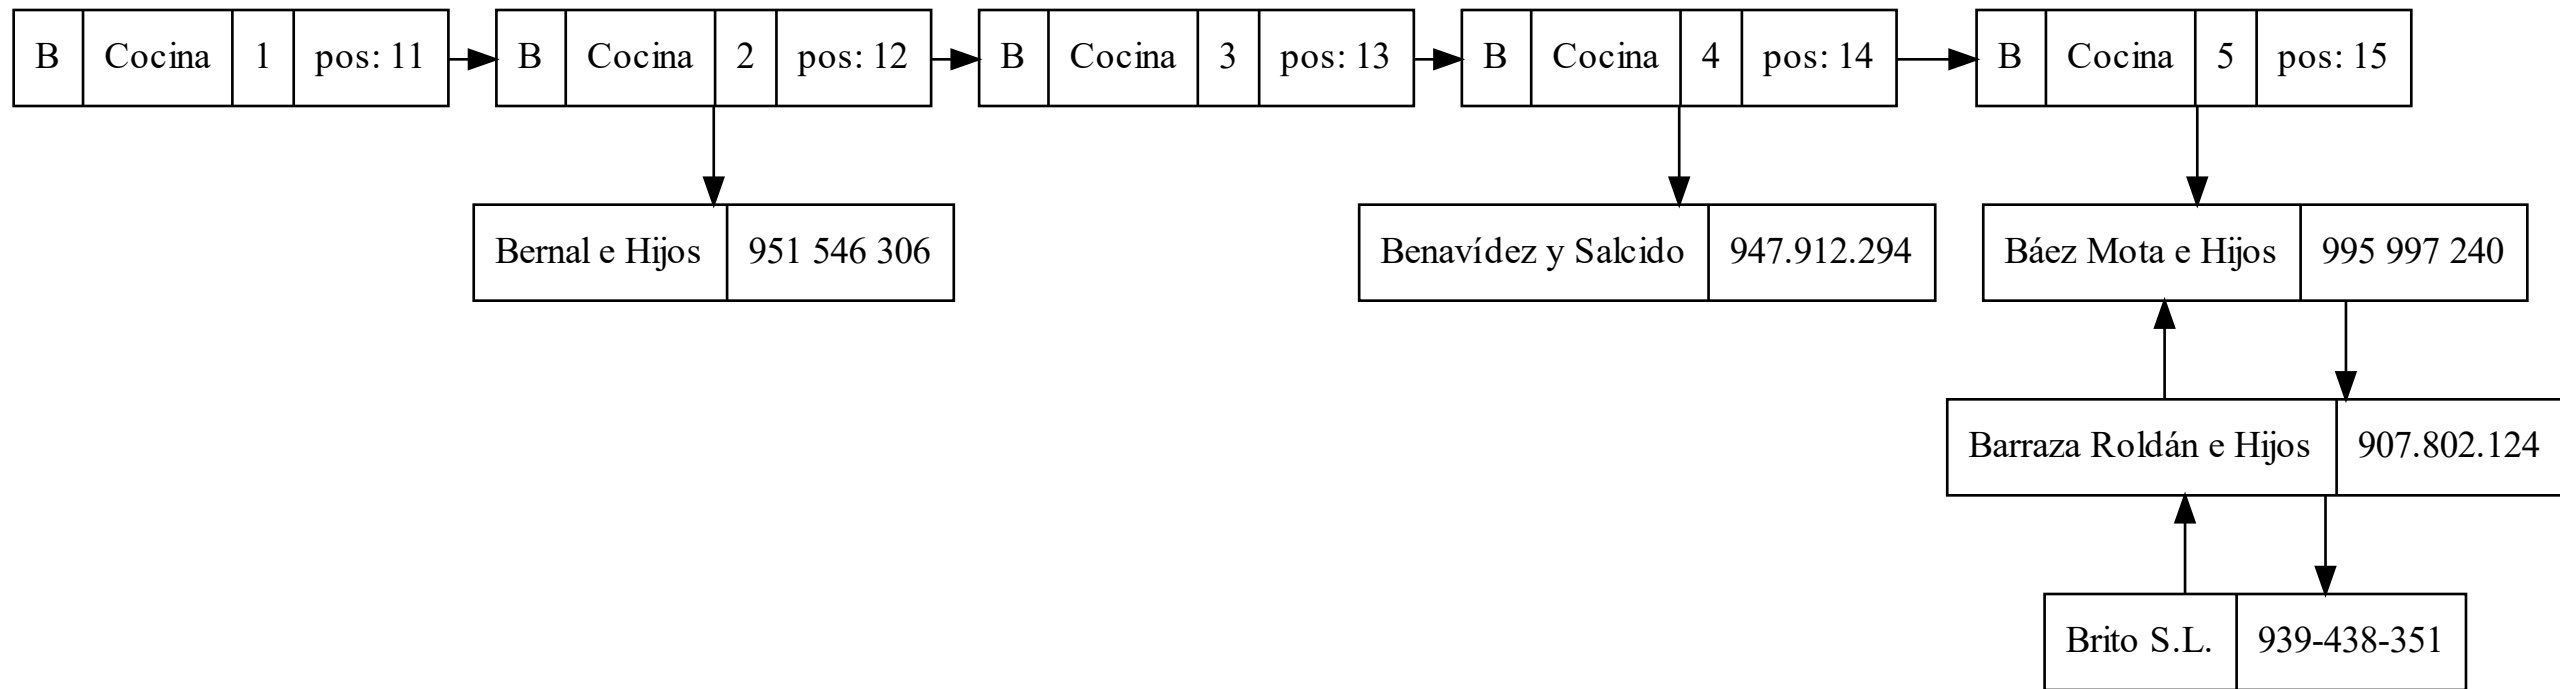 B Cocina 1 pos: 11 B Cocina 2 pos: 12 B Cocina 3 pos: 13 B Cocina 4 pos: 14 B Cocina 5 pos: 15
Bernal e Hijos 951 546 306 Benavídez y Salcido 947.912.294 Báez Mota e Hijos 995 997 240
Barraza Roldán e Hijos 907.802.124
Brito S.L. 939-438-351